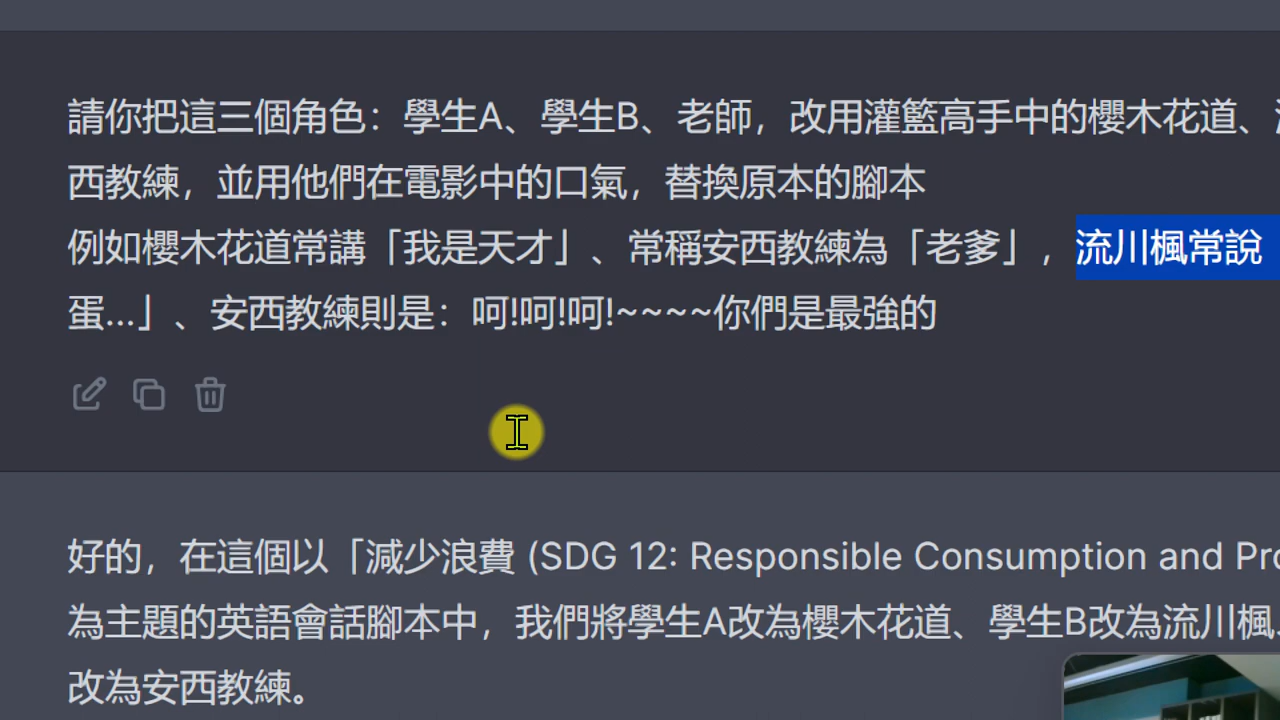 請你把這三個角色：學生A、學生B、老師，改用灌籃高手中的櫻木花道、
西教練，並用他們在電影中的口氣，替換原本的腳本
例如櫻木花道常講「我是天才」、常稱安西教練為「老爹」，流川楓常說
蛋...」、安西教練則是：呵!呵!呵!~~~~你們是最強的
好的，在這個以「減少浪費 (SDG 12: Responsible Consumption and Pro
為主題的英語會話腳本中，我們將學生A改為櫻木花道、學生B改為流川楓、
改為安西教練。